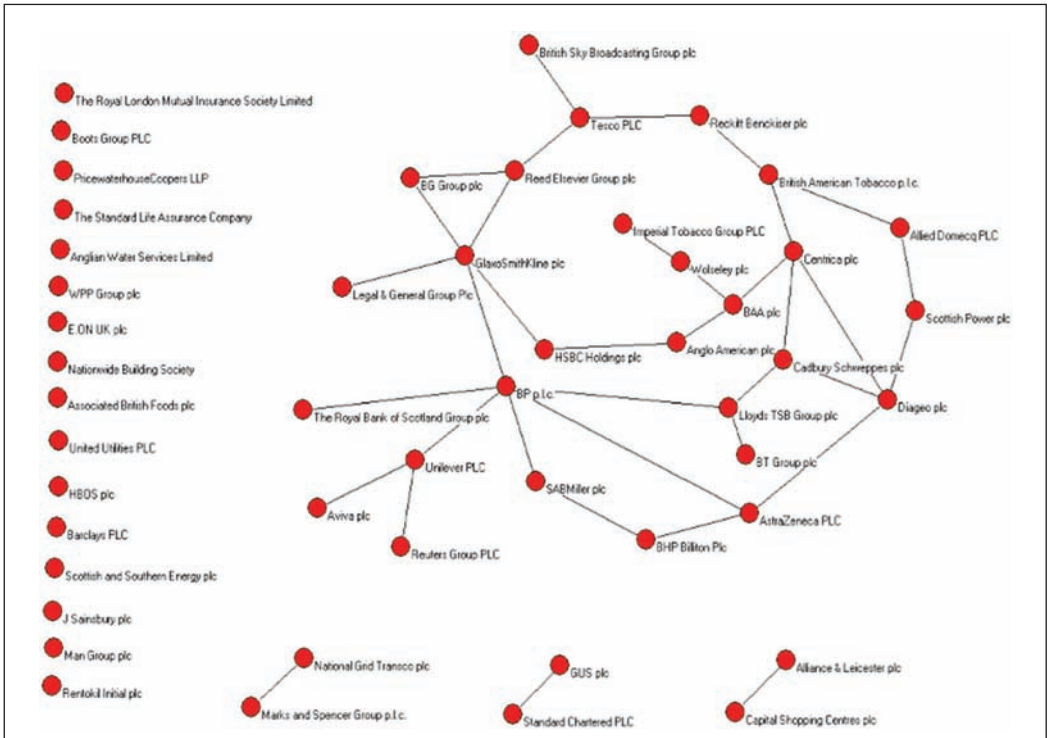 British Sky Broadcasting Group plc
The Royal London Mutual Insurance Society Limited
Tesco PLC
Reckitt Benckiser plc
Boots Group PLC
PricewaterhouseCoopers LLP
BG Group plc
Reed Elsevier Group plc
British American Tobacco p.l.c.
The Standard Life Assurance Company
Imperial Tobacco Group PLC
Allied Domecq PLC
Anglian Water Services Limited
GlaxoSmithKline plc
Wolseley plc
Centrica plc
WPP Group plc
Legal & General Group Plc
BAA plc
Scottish Power plc
E.ON UK plc
HSBC Holdings plc
Anglo American plc
Cadbury Schweppes plc
Nationwide Building Society
BP p.l.c.
Associated British Foods plc
The Royal Bank of Scotland Group plc
Lloyds TSB Group plc
Diageo plc
United Utilities PLC
Unilever PLC
BT Group plc
HBOS plc
SABMiller plc
Aviva plc
AstraZeneca PLC
Barclays PLC
Reuters Group PLC
BHP Billiton Plc
Scottish and Southern Energy plc
J Sainsbury plc
Man Group plc
National Grid Transco plc
GUS plc
Alliance & Leicester plc
Rentokil Initial plc
Marks and Spencer Group p.l.c.
Standard Chartered PLC
Capital Shopping Centres plc